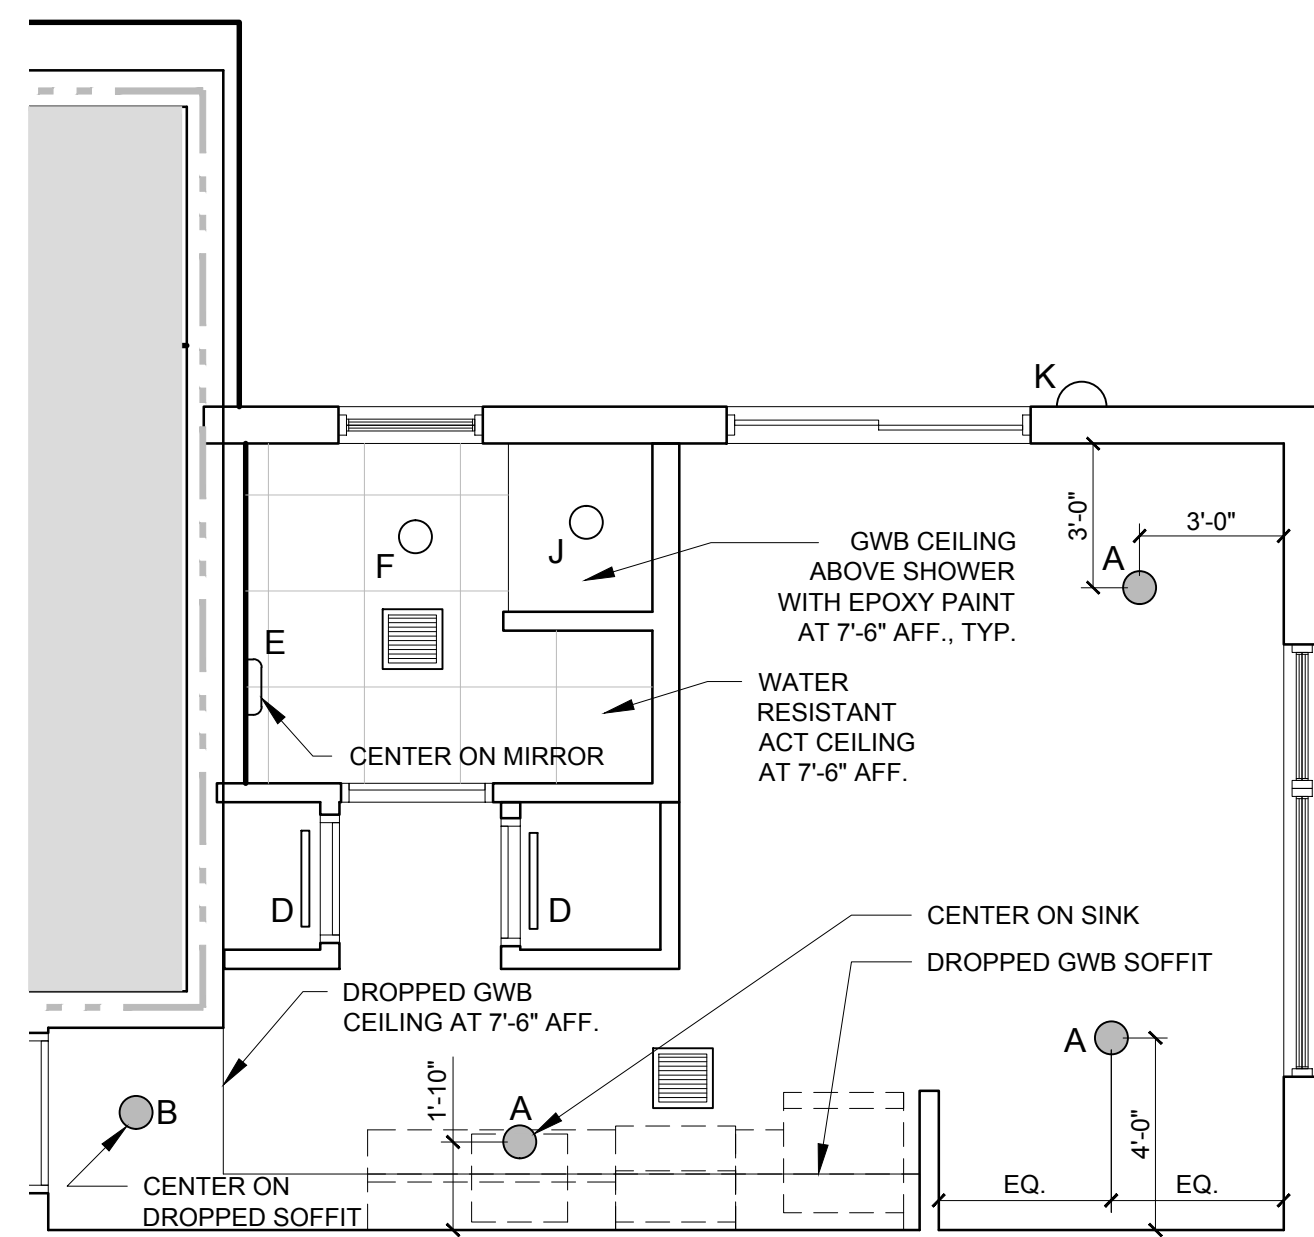 K
3'-0"
3'-0"
A
F
J
GWB CEILING
ABOVE SHOWER
WITH EPOXY PAINT
AT 7'-6" AFF., TYP.
E
WATER
RESISTANT
ACT CEILING
AT 7'-6" AFF.
CENTER ON MIRROR
D
D
CENTER ON SINK
DROPPED GWB SOFFIT
DROPPED GWB
CEILING AT 7'-6" AFF.
A
1'-10"
A
B
4'-0"
CENTER ON
DROPPED SOFFIT
EQ.
EQ.